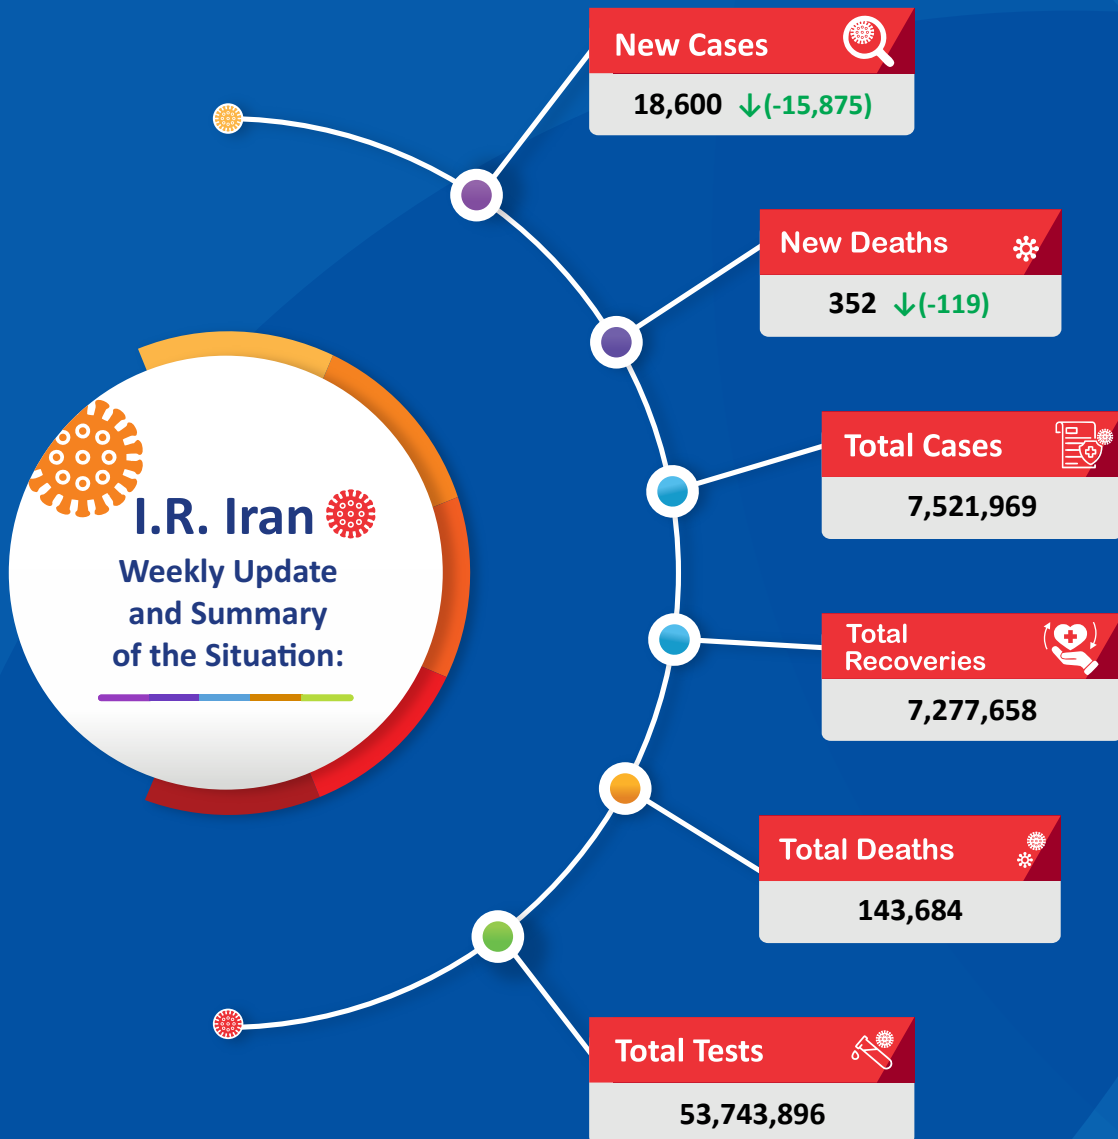 New Cases
18,600 ↓(-15,875)
New Deaths
352 ↓(-119)
I.R. Iran
Weekly Update
and Summary
of the Situation:
Total Cases
7,521,969
Total
Recoveries
7,277,658
Total Deaths
143,684
Total Tests
53,743,896